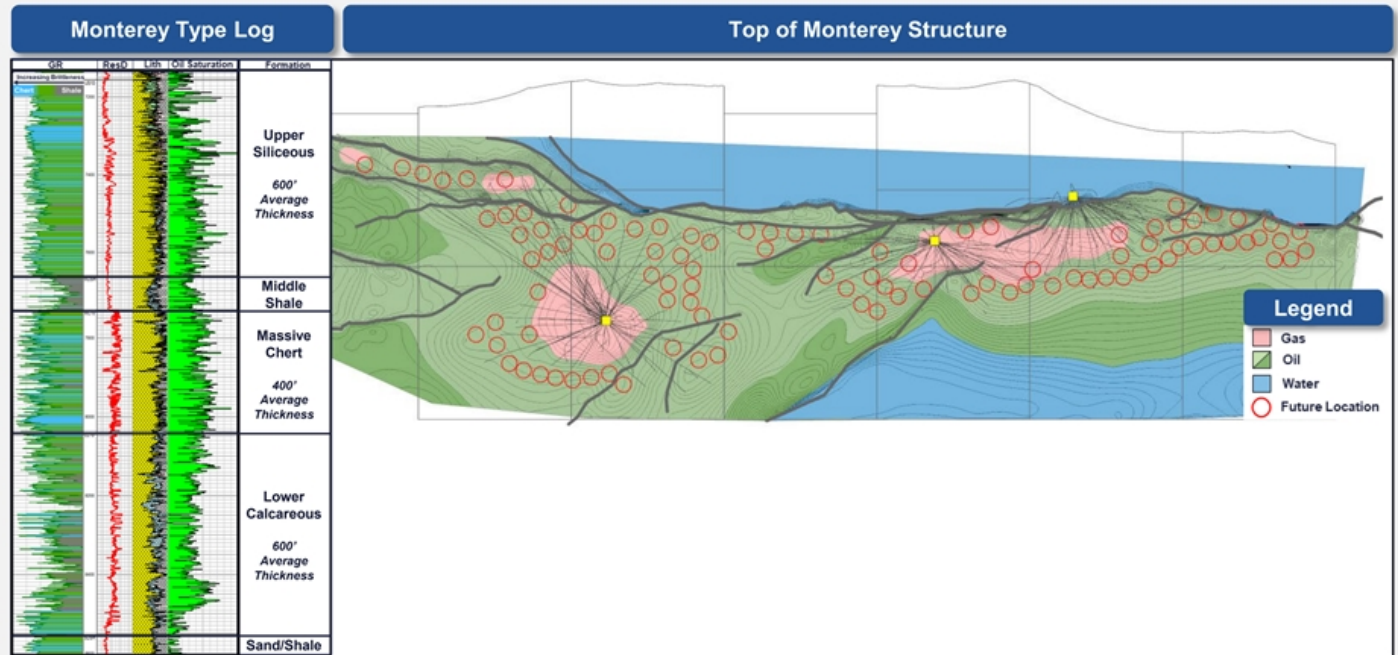 Monterey Type Log
Top of Monterey Structure
GR ResD Lith Oil Saturation Formation
Increasing Brittleness
Chert Shale
Upper
Siliceous
600'
Average
Thickness
Middle
Shale
Massive
Chert
400'
Average
Thickness
Lower
Calcareous
600'
Average
Thickness
Sand/Shale
Legend
Gas
Oil
Water
Future Location